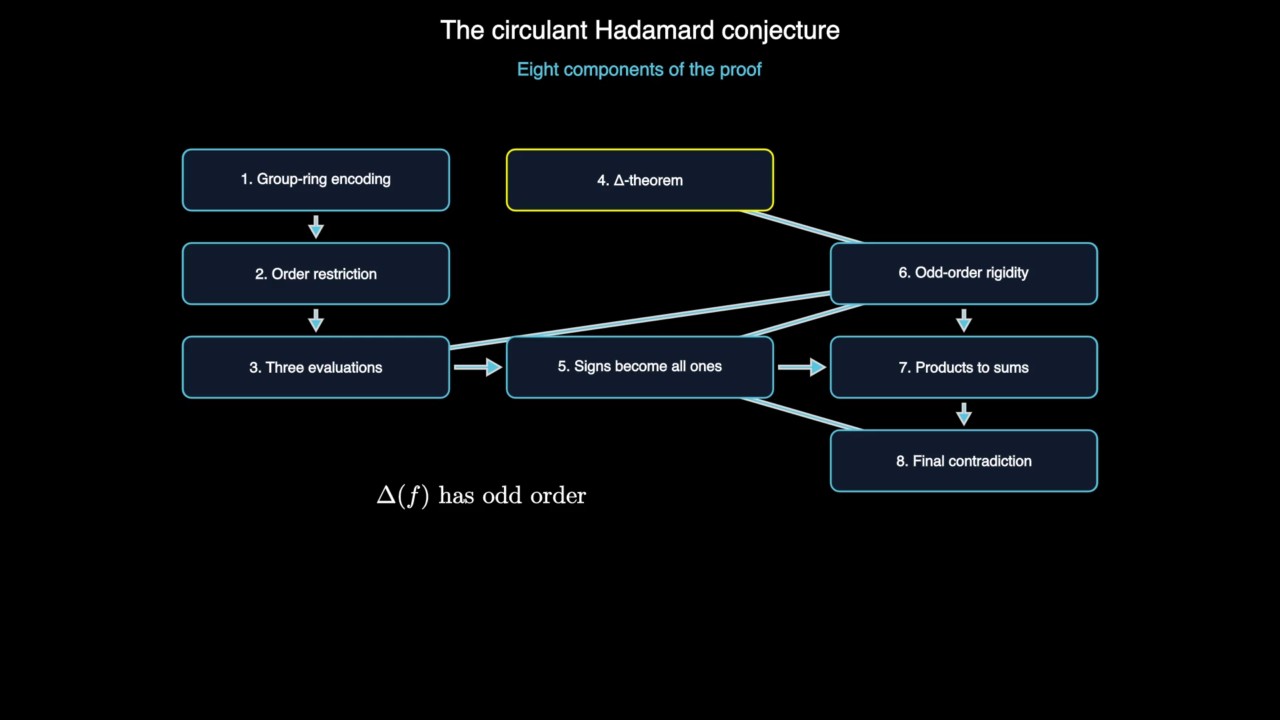 The circulant Hadamard conjecture
Eight components of the proof
1. Group-ring encoding
4. Δ-theorem
2. Order restriction
6. Odd-order rigidity
3. Three evaluations
5. Signs become all ones
7. Products to sums
8. Final contradiction
Δ(f) has odd order